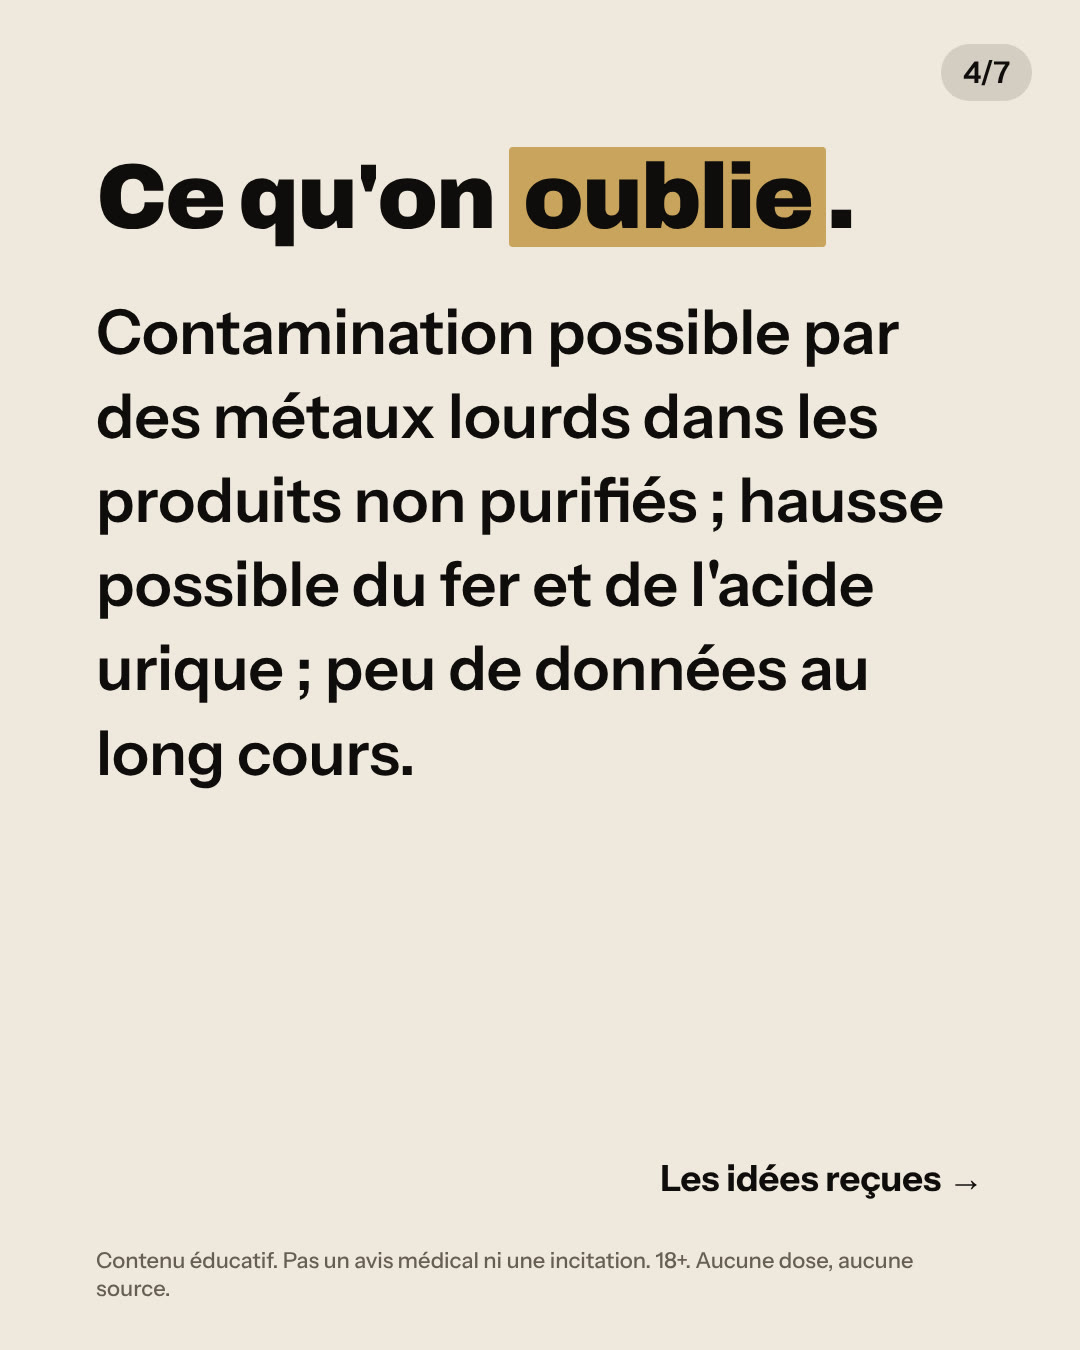 4/7
Ce qu'on oublie.
Contamination possible par
des métaux lourds dans les
produits non purifiés ; hausse
possible du fer et de l'acide
urique ; peu de données au
long cours.
Les idées reçues →
Contenu éducatif. Pas un avis médical ni une incitation. 18+. Aucune dose, aucune
source.